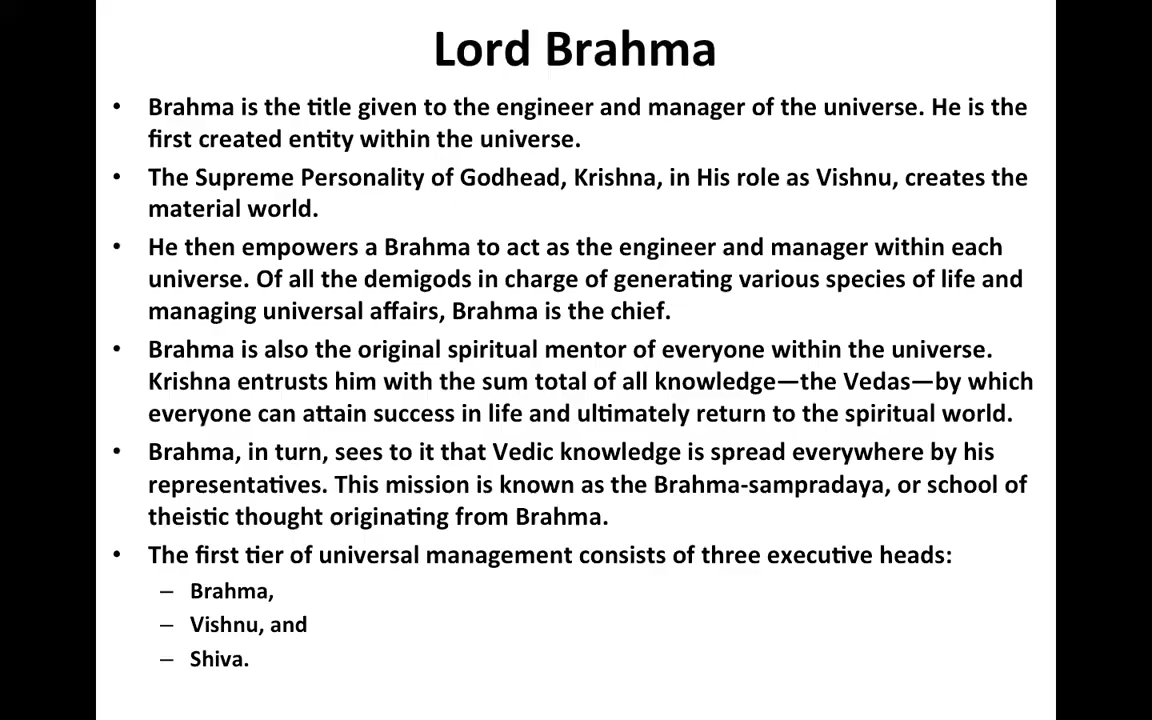 Lord Brahma
• Brahma is the title given to the engineer and manager of the universe. He is the
first created entity within the universe.
• The Supreme Personality of Godhead, Krishna, in His role as Vishnu, creates the
material world.
• He then empowers a Brahma to act as the engineer and manager within each
universe. Of all the demigods in charge of generating various species of life and
managing universal affairs, Brahma is the chief.
• Brahma is also the original spiritual mentor of everyone within the universe.
Krishna entrusts him with the sum total of all knowledge—the Vedas—by which
everyone can attain success in life and ultimately return to the spiritual world.
• Brahma, in turn, sees to it that Vedic knowledge is spread everywhere by his
representatives. This mission is known as the Brahma-sampradaya, or school of
theistic thought originating from Brahma.
• The first tier of universal management consists of three executive heads:
– Brahma,
– Vishnu, and
– Shiva.